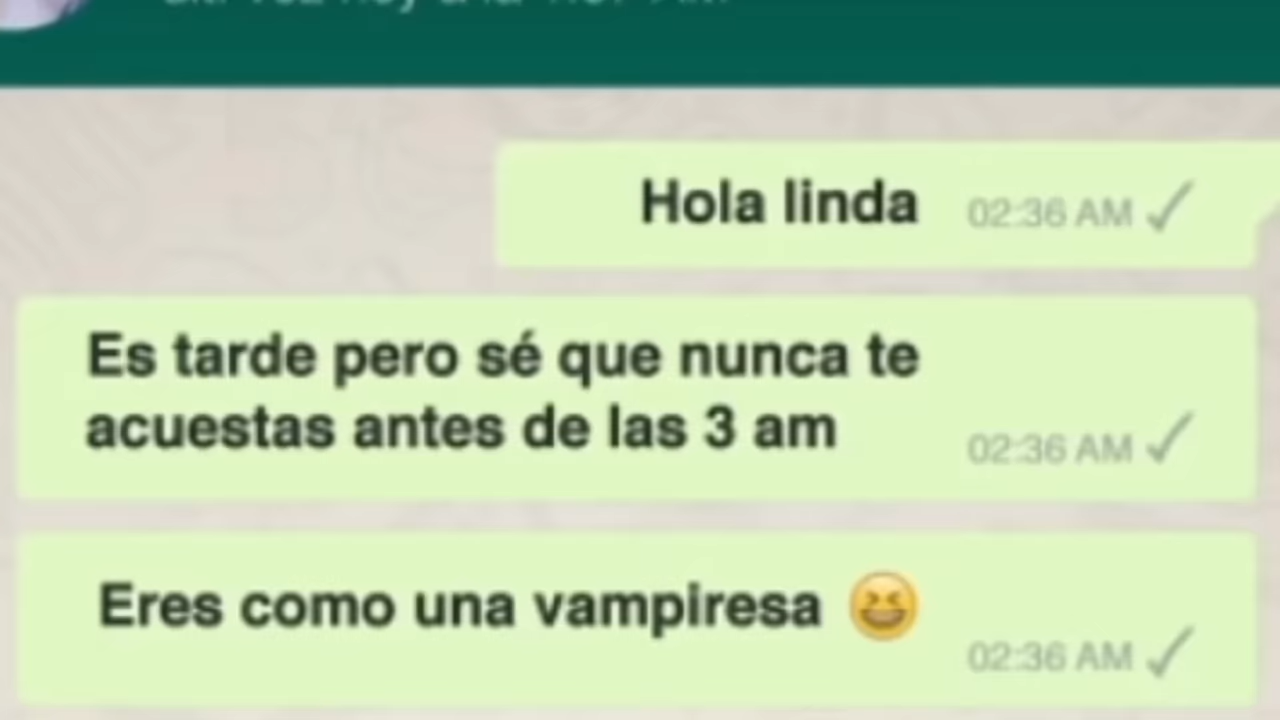 Hola linda 02:36 AM
Es tarde pero sé que nunca te
acuestas antes de las 3 am 02:36 AM
Eres como una vampiresa 😆
02:36 AM